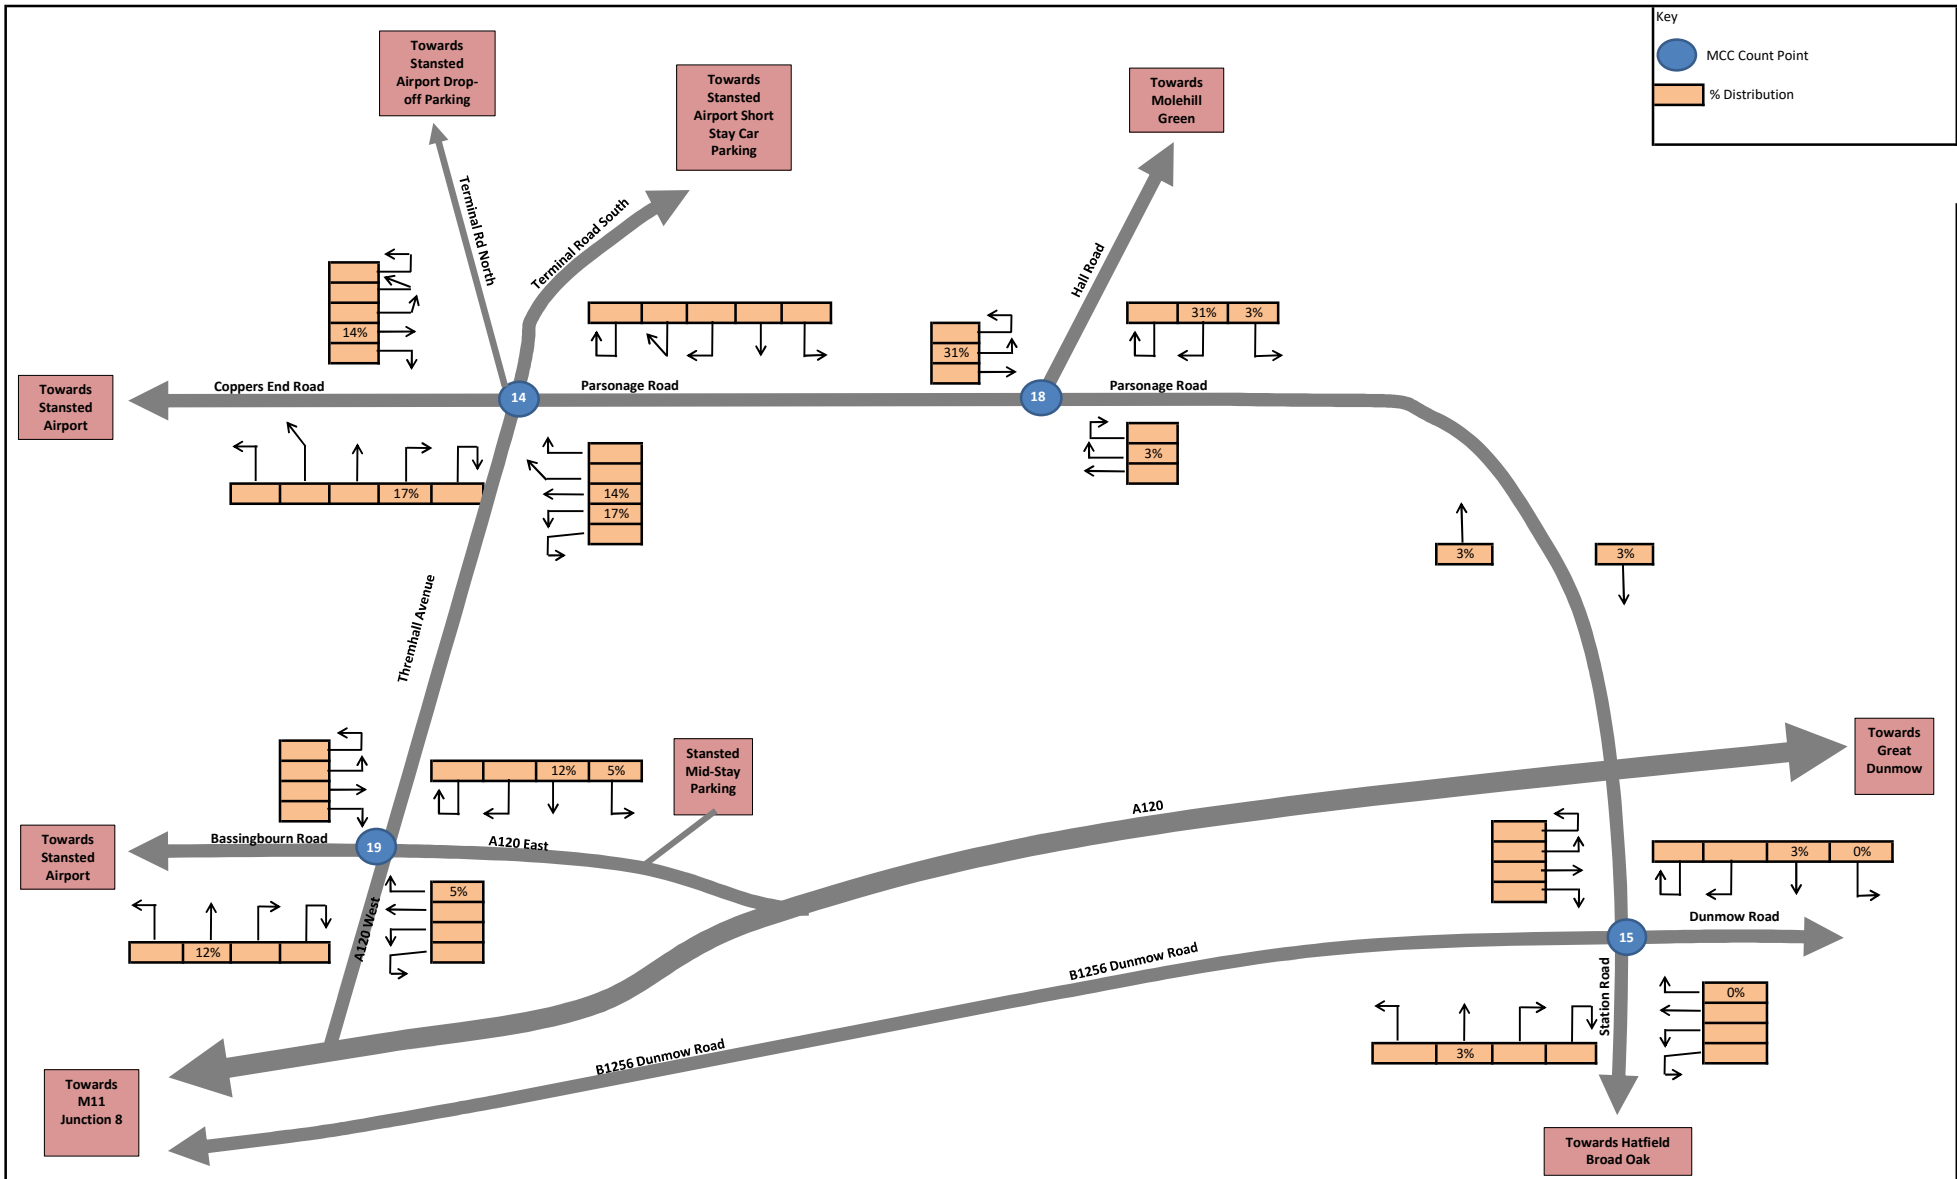 Key
MCC Count Point
% Distribution
Towards
Stansted
Airport Drop-
off Parking
Towards
Stansted
Airport Short
Stay Car
Parking
Towards
Molehill
Green
Terminal Rd North
Terminal Road South
Hall Road
14%
31%
31% 3%
Towards
Stansted
Airport
Coppers End Road
14
Parsonage Road
18
Parsonage Road
3%
17%
14%
17%
3%
3%
Thremhall Avenue
Towards
Great
Dunmow
Stansted
Mid-Stay
Parking
12% 5%
A120
Towards
Stansted
Airport
Bassingbourn Road
19
A120 East
3% 0%
Dunmow Road
15
5%
12%
A120 West
B1256 Dunmow Road
Station Road
0%
3%
B1256 Dunmow Road
Towards
M11
Junction 8
Towards Hatfield
Broad Oak